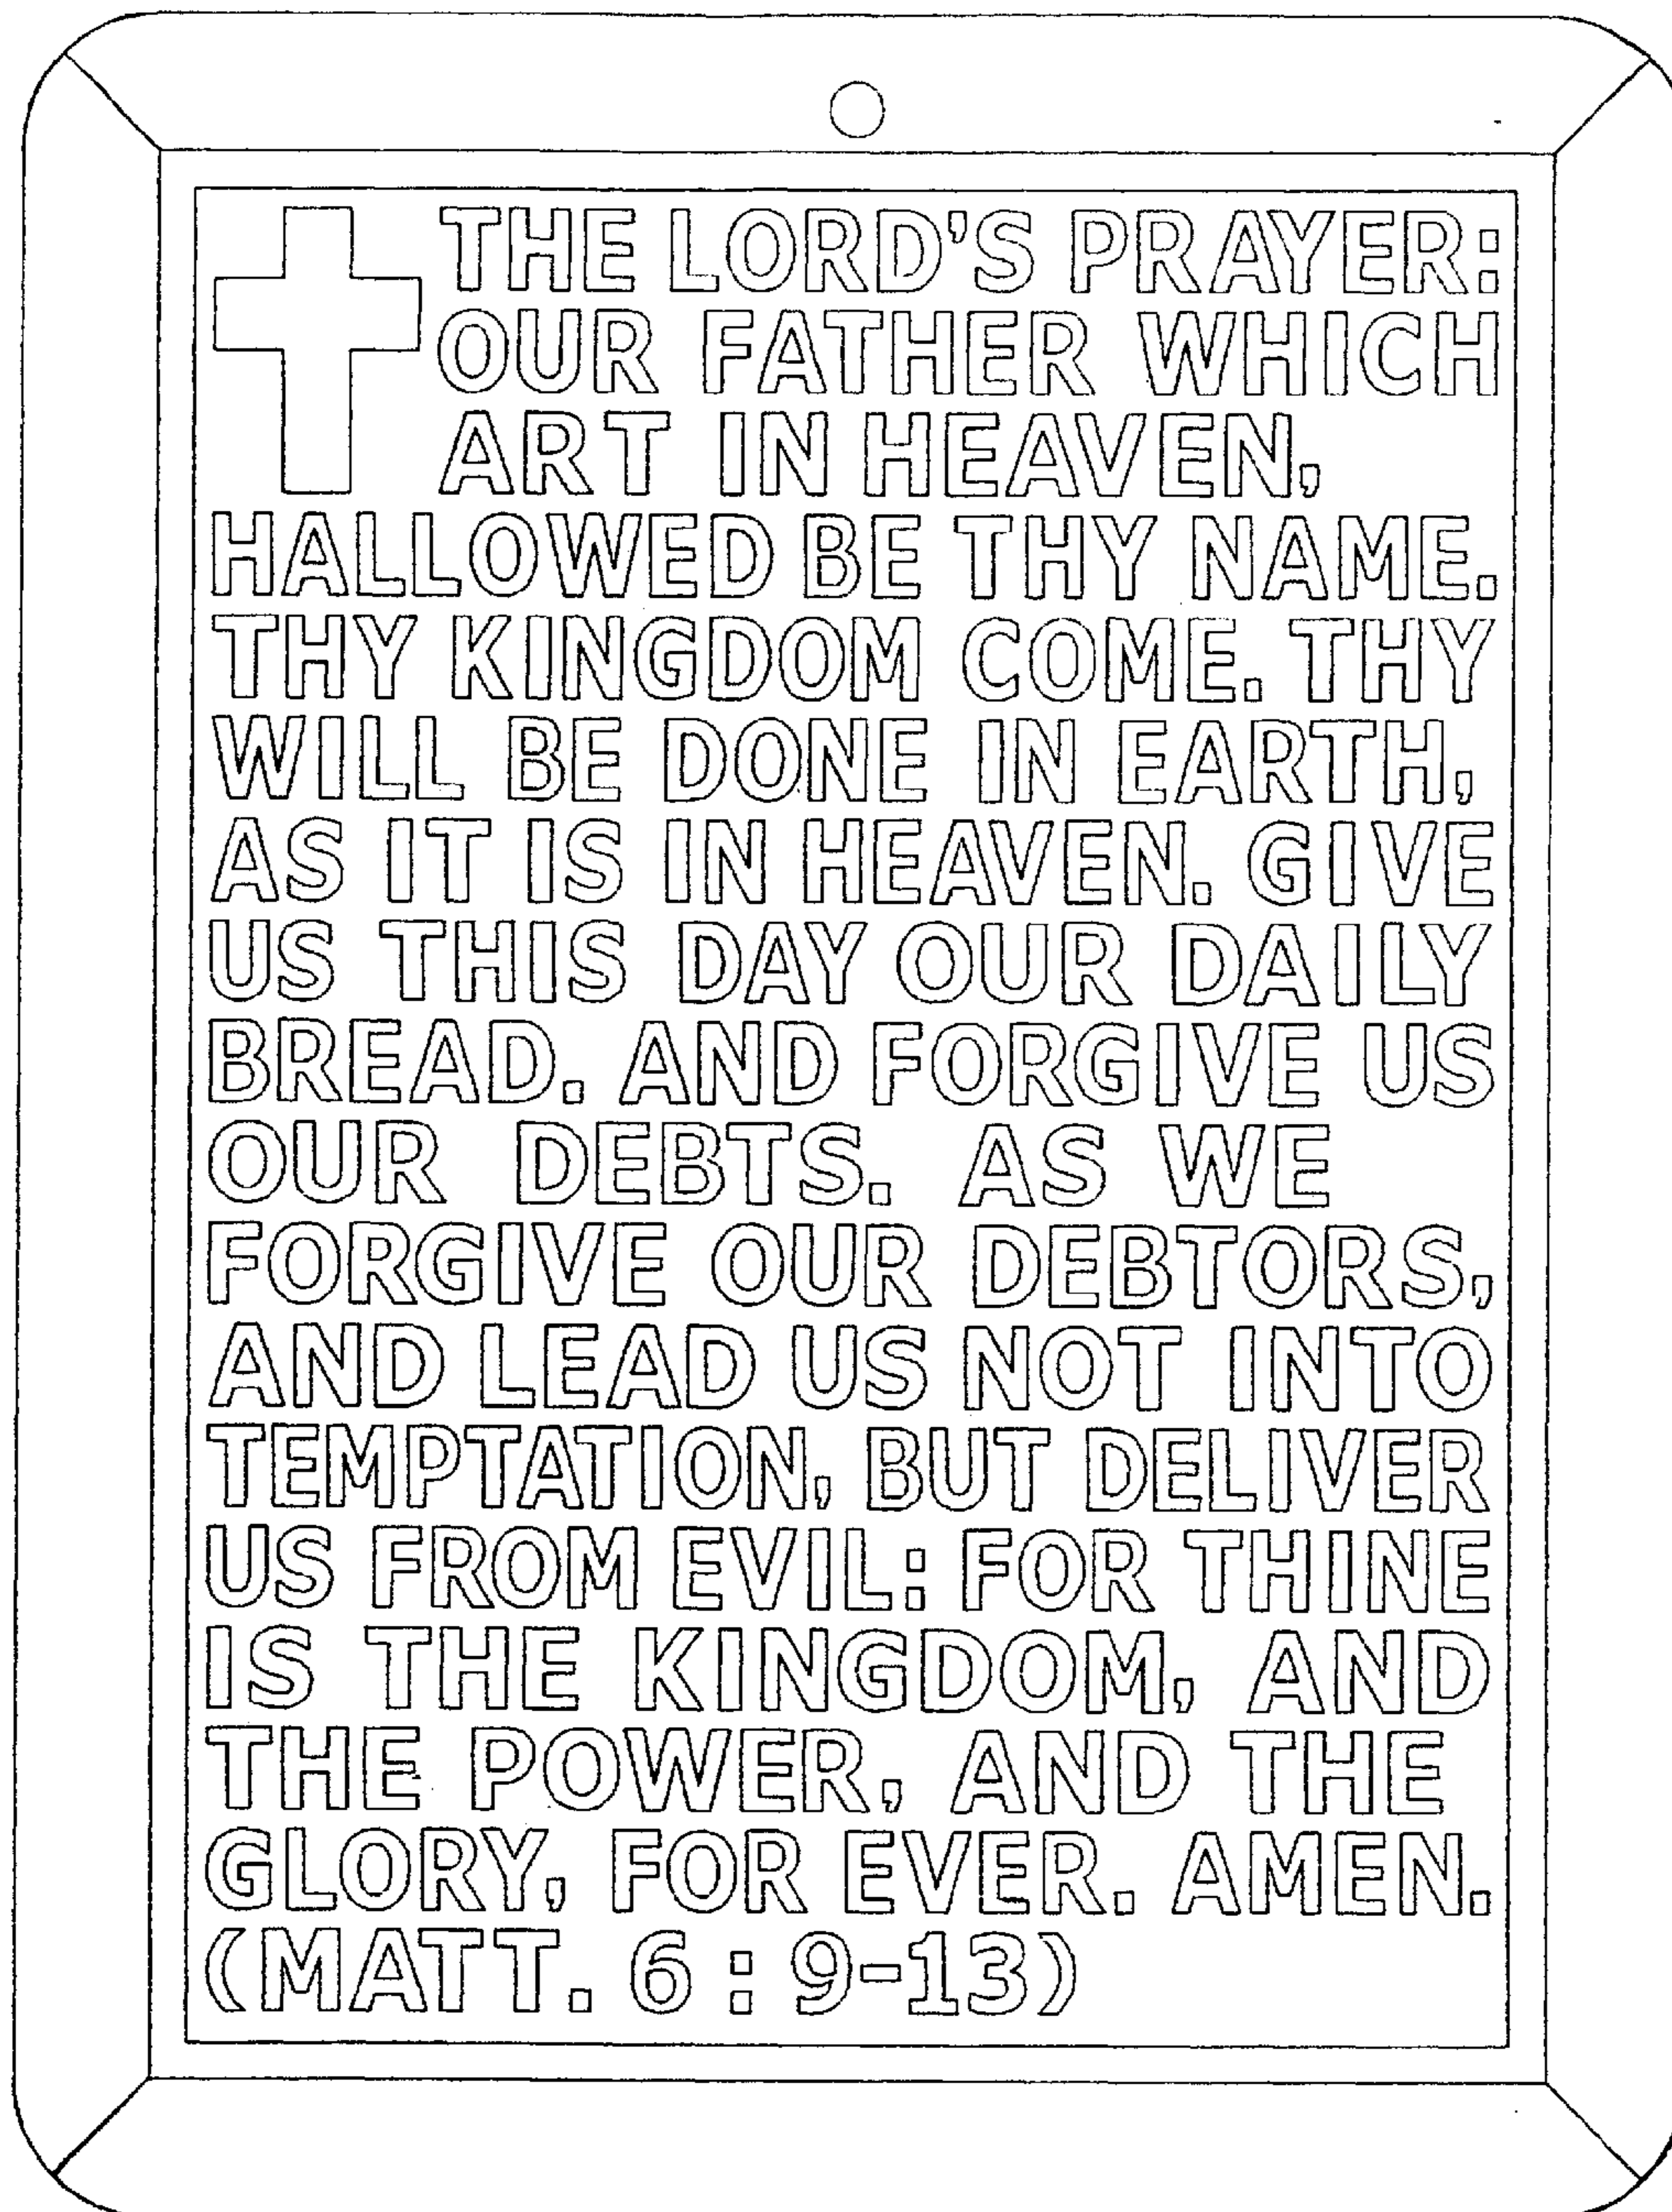 THE LORD'S PRAYER:
OUR FATHER WHICH
ART IN HEAVEN,
HALLOWED BE THY NAME.
THY KINGDOM COME. THY
WILL BE DONE IN EARTH,
AS IT IS IN HEAVEN. GIVE
US THIS DAY OUR DAILY
BREAD. AND FORGIVE US
OUR DEBTS. AS WE
FORGIVE OUR DEBTORS,
AND LEAD US NOT INTO
TEMPTATION, BUT DELIVER
US FROM EVIL: FOR THINE
IS THE KINGDOM, AND
THE POWER, AND THE
GLORY, FOR EVER. AMEN.
(MATT. 6 : 9-13)